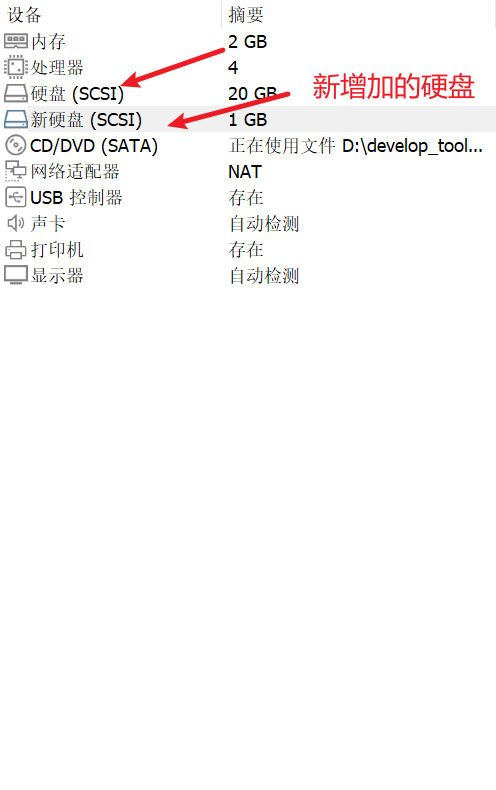 设备 摘要
内存 2 GB
处理器 4
硬盘 (SCSI) 20 GB
新增加的硬盘
新硬盘 (SCSI) 1 GB
CD/DVD (SATA) 正在使用文件 D:\develop_tool...
网络适配器 NAT
USB 控制器 存在
声卡 自动检测
打印机 存在
显示器 自动检测